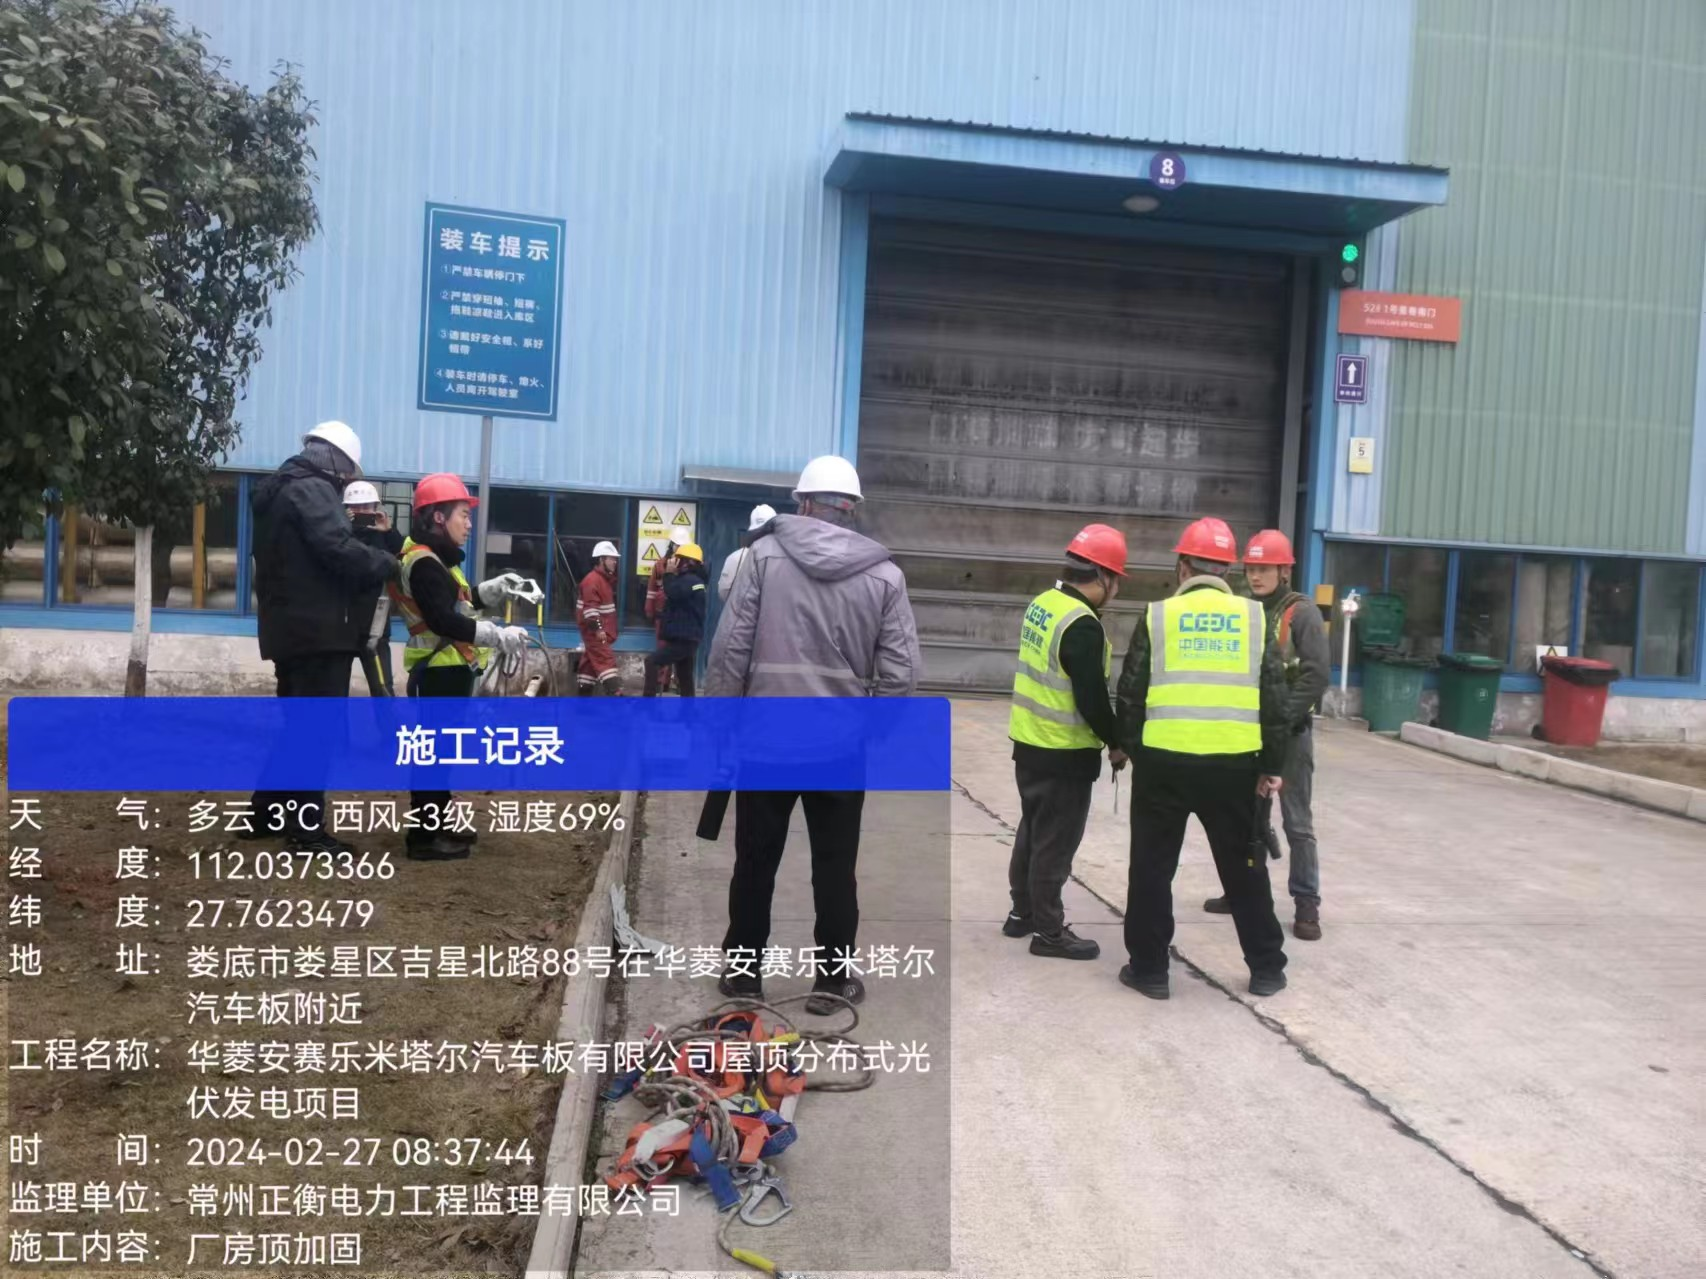 8
装车提示
①严禁车辆停门下
②严禁穿短袖、短裤、
拖鞋凉鞋进入库区
③请戴好安全帽、系好
帽带
④装车时请停车、熄火、
人员离开驾驶室
5
CEDC
中国能建
CEDC
中国能建
施工记录
天 气: 多云 3℃ 西风≤3级 湿度69%
经 度: 112.0373366
纬 度: 27.7623479
地 址: 娄底市娄星区吉星北路88号在华菱安赛乐米塔尔
汽车板附近
工程名称: 华菱安赛乐米塔尔汽车板有限公司屋顶分布式光
伏发电项目
时 间: 2024-02-27 08:37:44
监理单位: 常州正衡电力工程监理有限公司
施工内容: 厂房顶加固